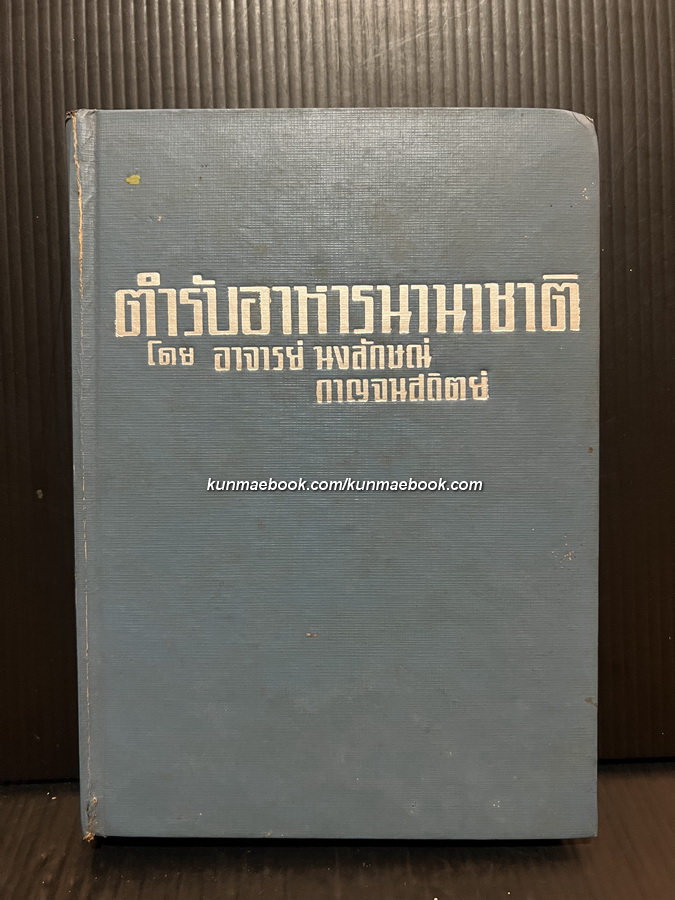 ตำรับอาหารนานาชาติ
โดย อาจารย์ นงลักษณ์
กาญจนสถิตย์
kunmaebook.com/kunmaebook.com